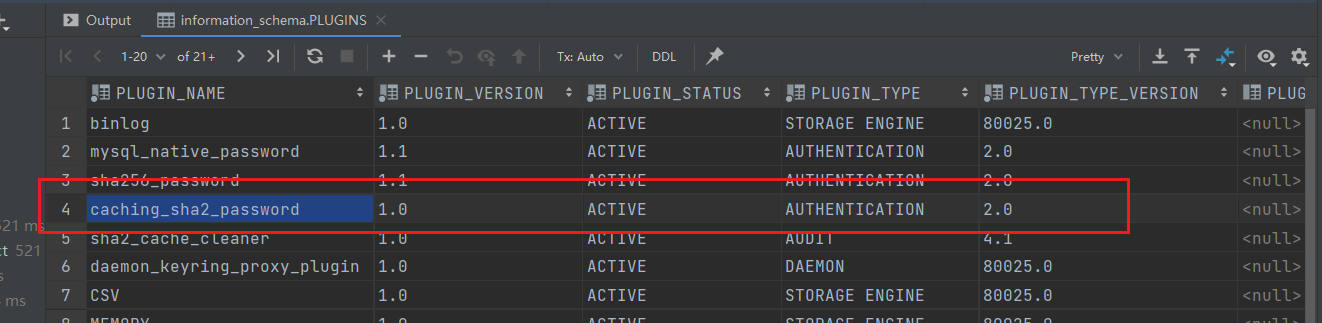 Output information_schema.PLUGINS
1-20 of 21+ Tx: Auto DDL Pretty
PLUGIN_NAME PLUGIN_VERSION PLUGIN_STATUS PLUGIN_TYPE PLUGIN_TYPE_VERSION PLUG
1 binlog 1.0 ACTIVE STORAGE ENGINE 80025.0 <null>
2 mysql_native_password 1.1 ACTIVE AUTHENTICATION 2.0 <null>
3 sha256_password 1.1 ACTIVE AUTHENTICATION 2.0 <null>
4 caching_sha2_password 1.0 ACTIVE AUTHENTICATION 2.0 <null>
521 ms
5 sha2_cache_cleaner 1.0 ACTIVE AUDIT 4.1 <null>
ct 521
6 daemon_keyring_proxy_plugin 1.0 ACTIVE DAEMON 80025.0 <null>
s
7 CSV 1.0 ACTIVE STORAGE ENGINE 80025.0 <null>
ms
8 MEMORY 1.0 ACTIVE STORAGE ENGINE 80025.0 <null>